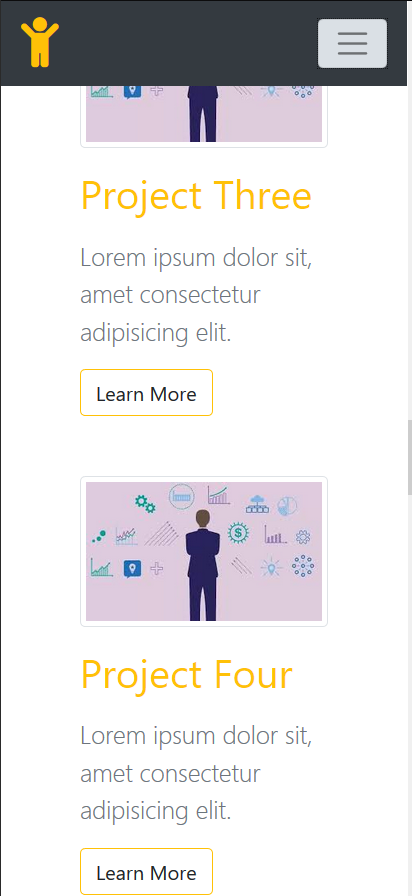 Project Three
Lorem ipsum dolor sit,
amet consectetur
adipisicing elit.
Learn More
$
Project Four
Lorem ipsum dolor sit,
amet consectetur
adipisicing elit.
Learn More